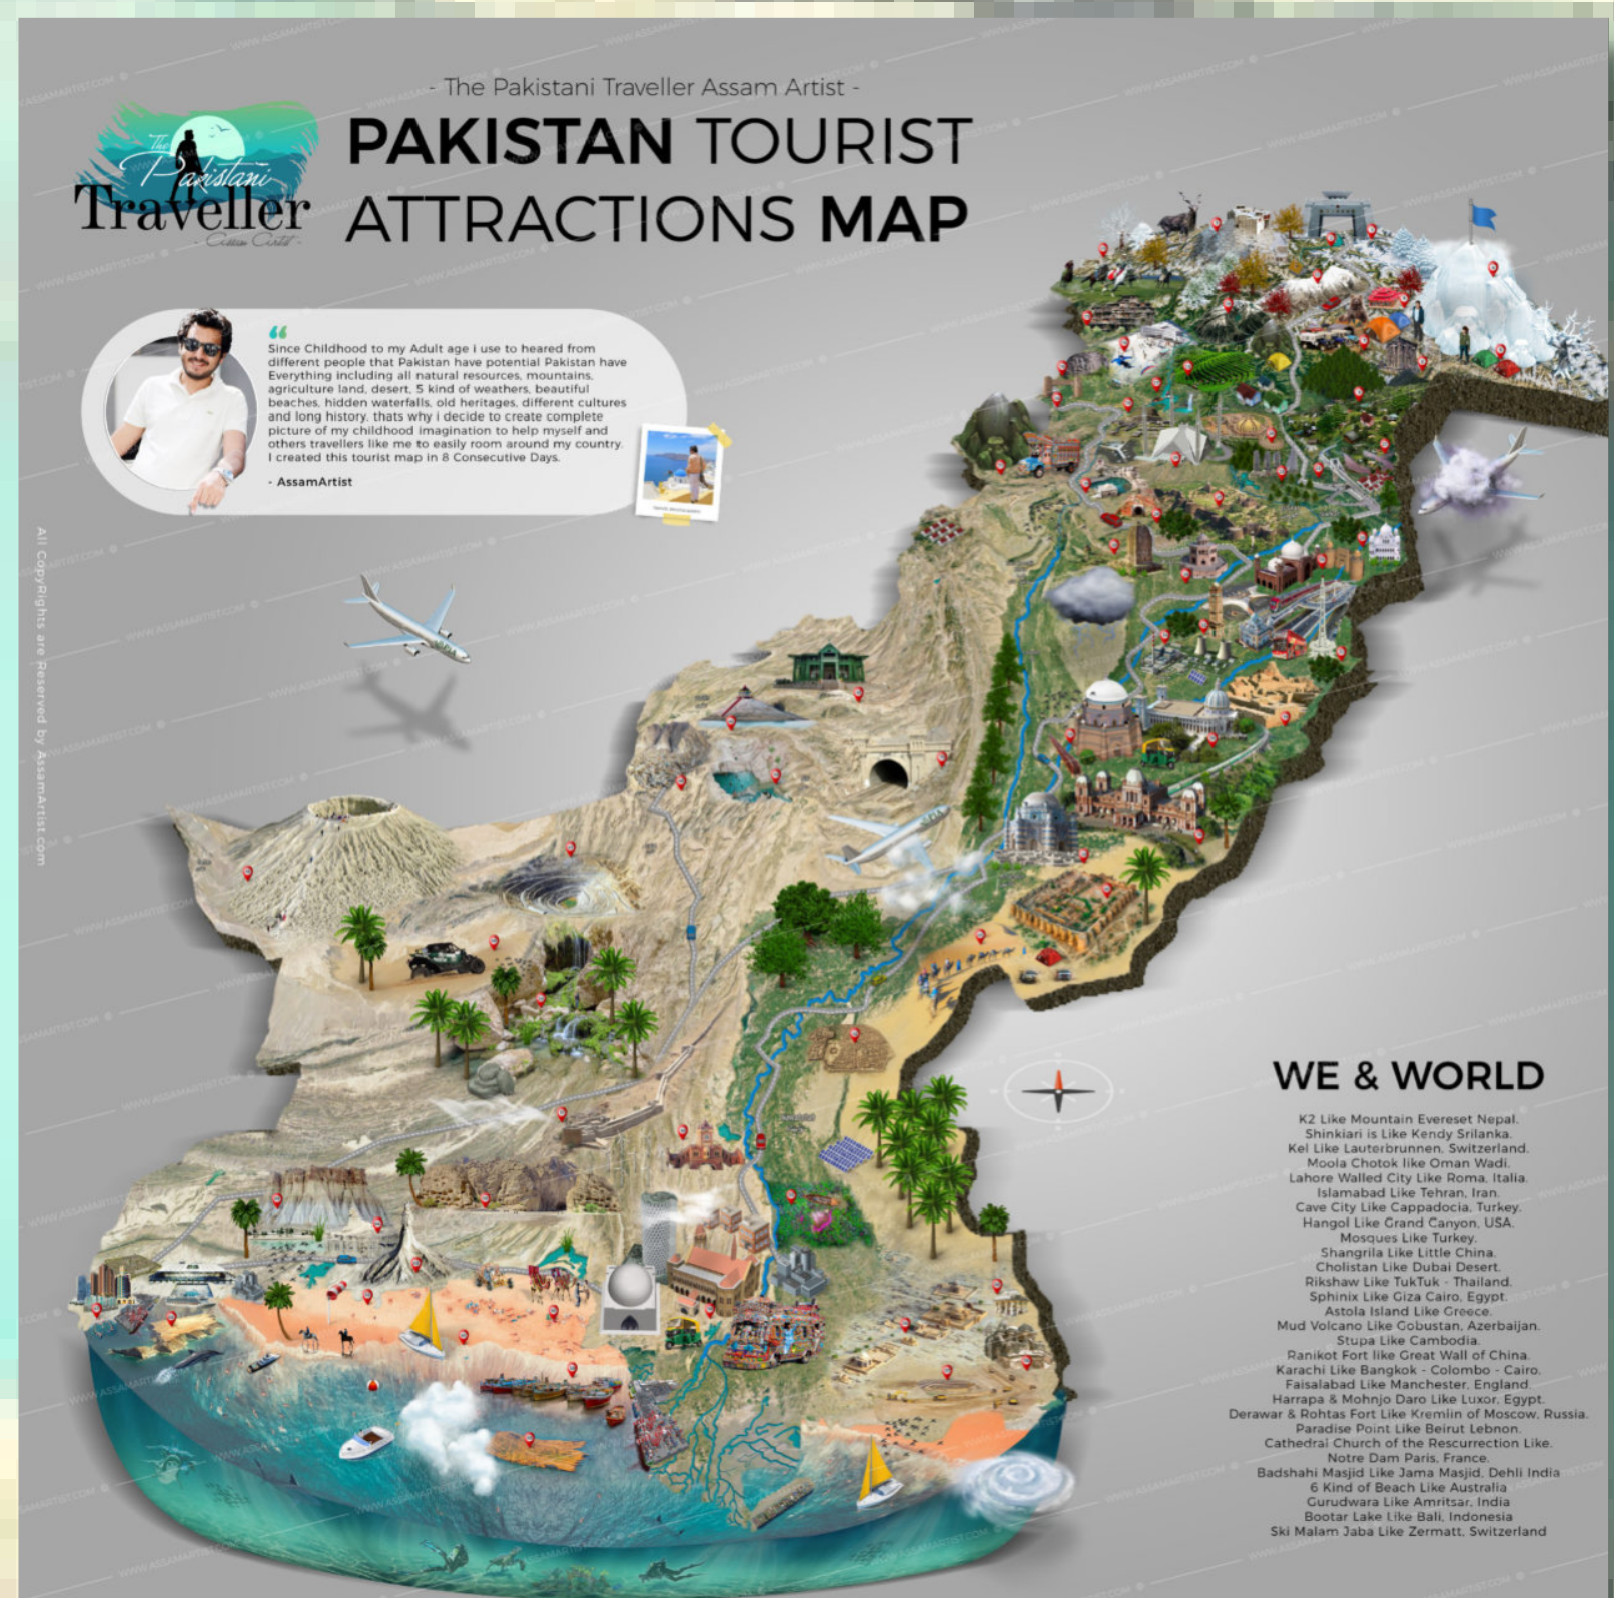 - The Pakistani Traveller Assam Artist -
PAKISTAN TOURIST
ATTRACTIONS MAP
The
Pakistani
Traveller
- Assam Artist -
Since Childhood to my Adult age i use to heared from
different people that Pakistan have potential Pakistan have
Everything including all natural resources, mountains,
agriculture land, desert, 5 kind of weathers, beautiful
beaches, hidden waterfalls, old heritages, different cultures
and long history, thats why i decide to create complete
picture of my childhood imagination to help myself and
others travellers like me to easily room around my country.
I created this tourist map in 8 Consecutive Days.
- AssamArtist
All CopyRights are Reserved by AssamArtist.com
WWW.ASSAMARTIST.COM
WE & WORLD
K2 Like Mountain Evereset Nepal.
Shinkiari is Like Kendy Srilanka.
Kel Like Lauterbrunnen, Switzerland.
Moola Chotok like Oman Wadi.
Lahore Walled City Like Roma, Italia.
Islamabad Like Tehran, Iran.
Cave City Like Cappadocia, Turkey.
Hangol Like Grand Canyon, USA.
Mosques Like Turkey.
Shangrila Like Little China.
Cholistan Like Dubai Desert.
Rikshaw Like TukTuk - Thailand.
Sphinix Like Giza Cairo, Egypt.
Astola Island Like Greece.
Mud Volcano Like Gobustan, Azerbaijan.
Stupa Like Cambodia.
Ranikot Fort like Great Wall of China.
Karachi Like Bangkok - Colombo - Cairo.
Faisalabad Like Manchester, England.
Harrapa & Mohnjo Daro Like Luxor, Egypt.
Derawar & Rohtas Fort Like Kremlin of Moscow, Russia.
Paradise Point Like Beirut Lebnon.
Cathedral Church of the Rescurrection Like.
Notre Dam Paris, France.
Badshahi Masjid Like Jama Masjid, Dehli India
6 Kind of Beach Like Australia
Gurudwara Like Amritsar, India
Bootar Lake Like Bali, Indonesia
Ski Malam Jaba Like Zermatt, Switzerland